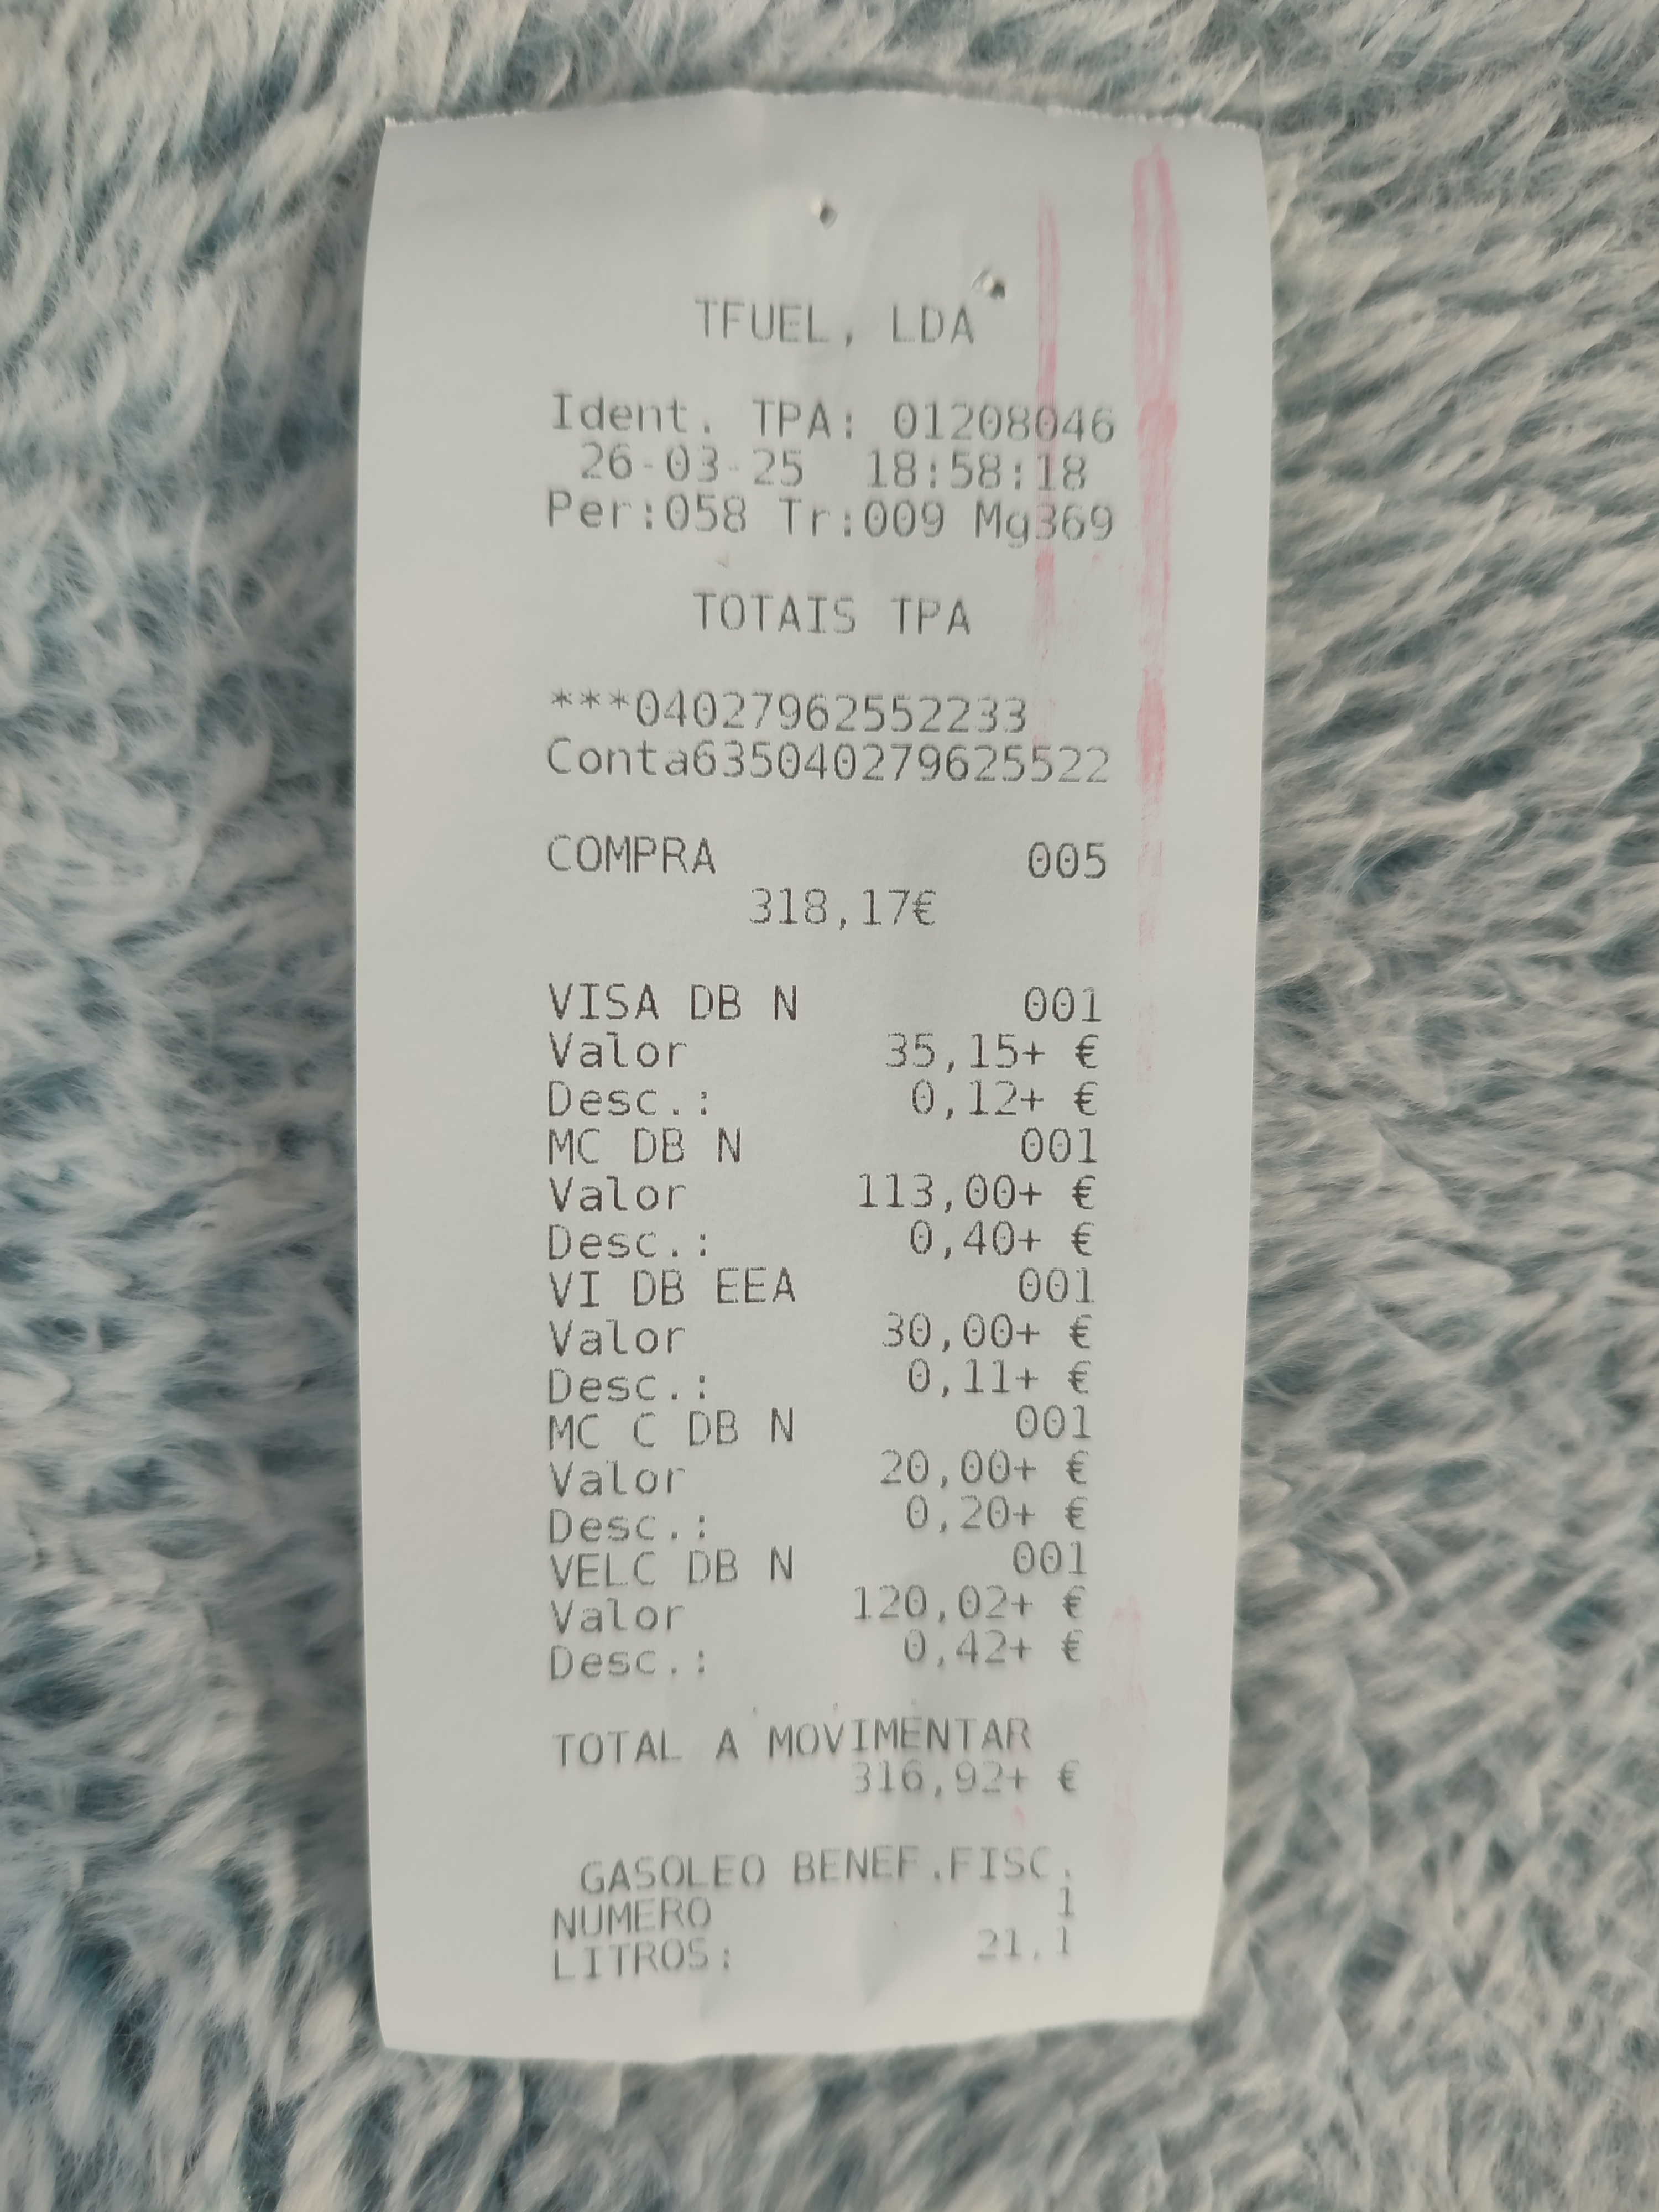 TFUEL, LDA
Ident. TPA: 01208046
26-03-25 18:58:18
Per:058 Tr:009 Mg369
TOTAIS TPA
***04027962552233
Conta635040279625522
COMPRA 005
318,17€
VISA DB N 001
Valor 35,15+ €
Desc.: 0,12+ €
MC DB N 001
Valor 113,00+ €
Desc.: 0,40+ €
VI DB EEA 001
Valor 30,00+ €
Desc.: 0,11+ €
MC C DB N 001
Valor 20,00+ €
Desc.: 0,20+ €
VELC DB N 001
Valor 120,02+ €
Desc.: 0,42+ €
TOTAL A MOVIMENTAR
316,92+ €
GASOLEO BENEF.FISC.
NUMERO 1
LITROS: 21,1